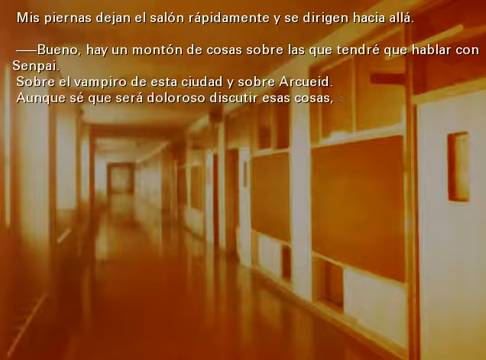 Mis piernas dejan el salón rápidamente y se dirigen hacia allá.
──Bueno, hay un montón de cosas sobre las que tendré que hablar con
Senpai.
Sobre el vampiro de esta ciudad y sobre Arcueid.
Aunque sé que será doloroso discutir esas cosas,